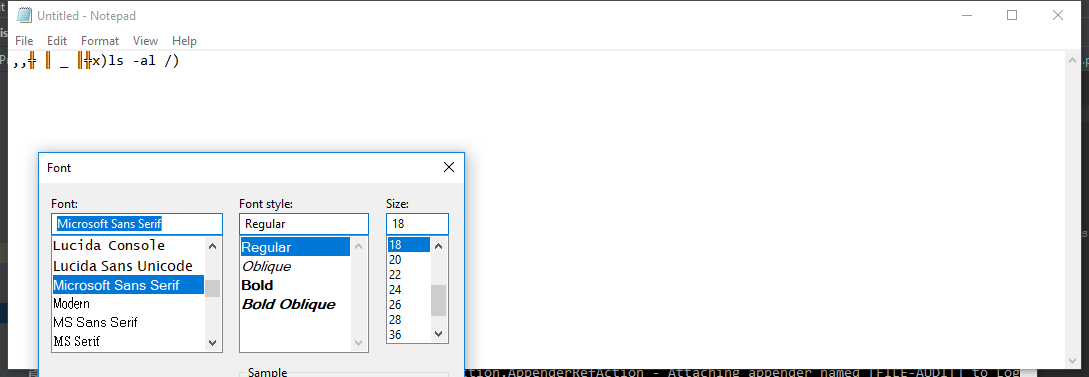 Untitled - Notepad
File Edit Format View Help
,,╬ ║ _ ║╬x)ls -al /)
Font
Font: Font style: Size:
Microsoft Sans Serif Regular 18
Lucida Console Regular 18
Lucida Sans Unicode Oblique 20
Microsoft Sans Serif Bold 22
Modern Bold Oblique 24
MS Sans Serif 26
MS Serif 28
36
Sample
tion.AppenderRefAction - Attaching appender named [FILE-AUDIT] to Log